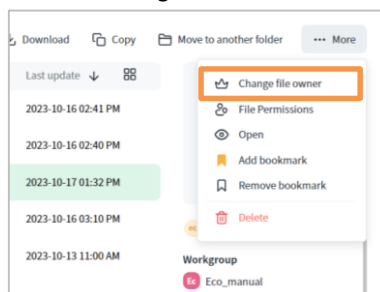 Download Copy Move to another folder ··· More
Last update
Change file owner
2023-10-16 02:41 PM
File Permissions
Open
2023-10-16 02:40 PM
Add bookmark
2023-10-17 01:32 PM
Remove bookmark
2023-10-16 03:10 PM
Delete
ec
2023-10-13 11:00 AM
Workgroup
Ec Eco_manual